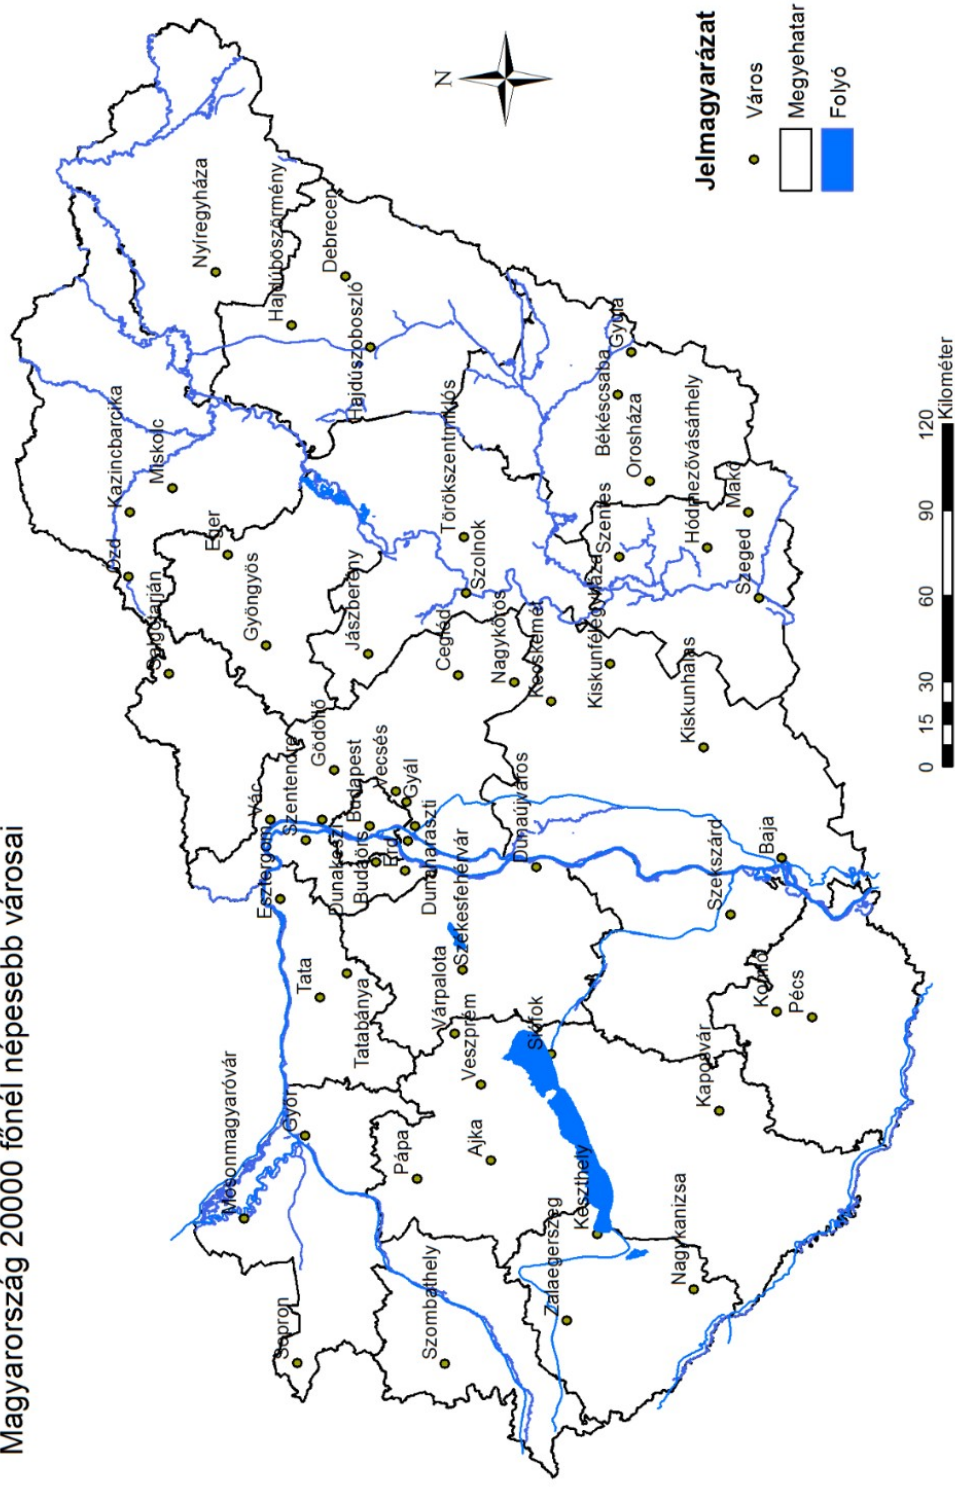 Magyarország 20000 főnél népesebb városai
N
Mosonmagyaróvár
Sopron
Győr
Tata
Tatabánya
Esztergom
Vác
Szentendre
Dunakeszi
Gödöllő
Budapest
Budaörs
Érd
Vecsés
Gyál
Dunaharaszti
Salgótarján
Ózd
Kazincbarcika
Miskolc
Eger
Gyöngyös
Nyíregyháza
Hajdúböszörmény
Debrecen
Hajdúszoboszló
Jászberény
Szombathely
Pápa
Ajka
Veszprém
Várpalota
Székesfehérvár
Dunaújváros
Cegléd
Nagykőrös
Kecskemét
Szolnok
Törökszentmiklós
Zalaegerszeg
Keszthely
Siófok
Nagykanizsa
Kaposvár
Komló
Pécs
Szekszárd
Baja
Kiskunfélegyháza
Kiskunhalas
Szentes
Hódmezővásárhely
Szeged
Makó
Orosháza
Békéscsaba
Gyula
Jelmagyarázat
Város
Megyehatar
Folyó
0 15 30 60 90 120
Kilométer